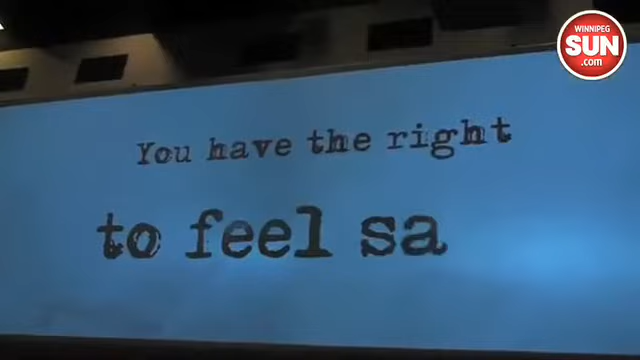 WINNIPEG
SUN
.com
You have the right
to feel sa